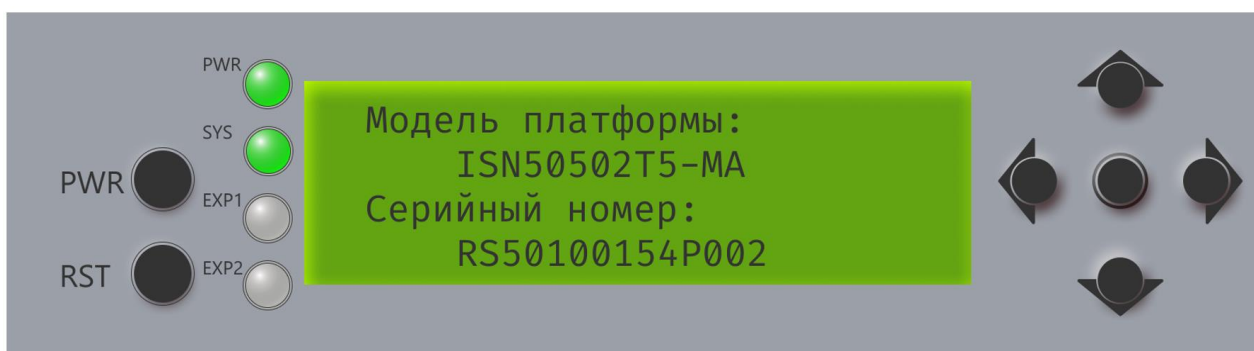 PWR
SYS
PWR
EXP1
RST
EXP2
Модель платформы:
ISN50502T5-MA
Серийный номер:
RS50100154P002